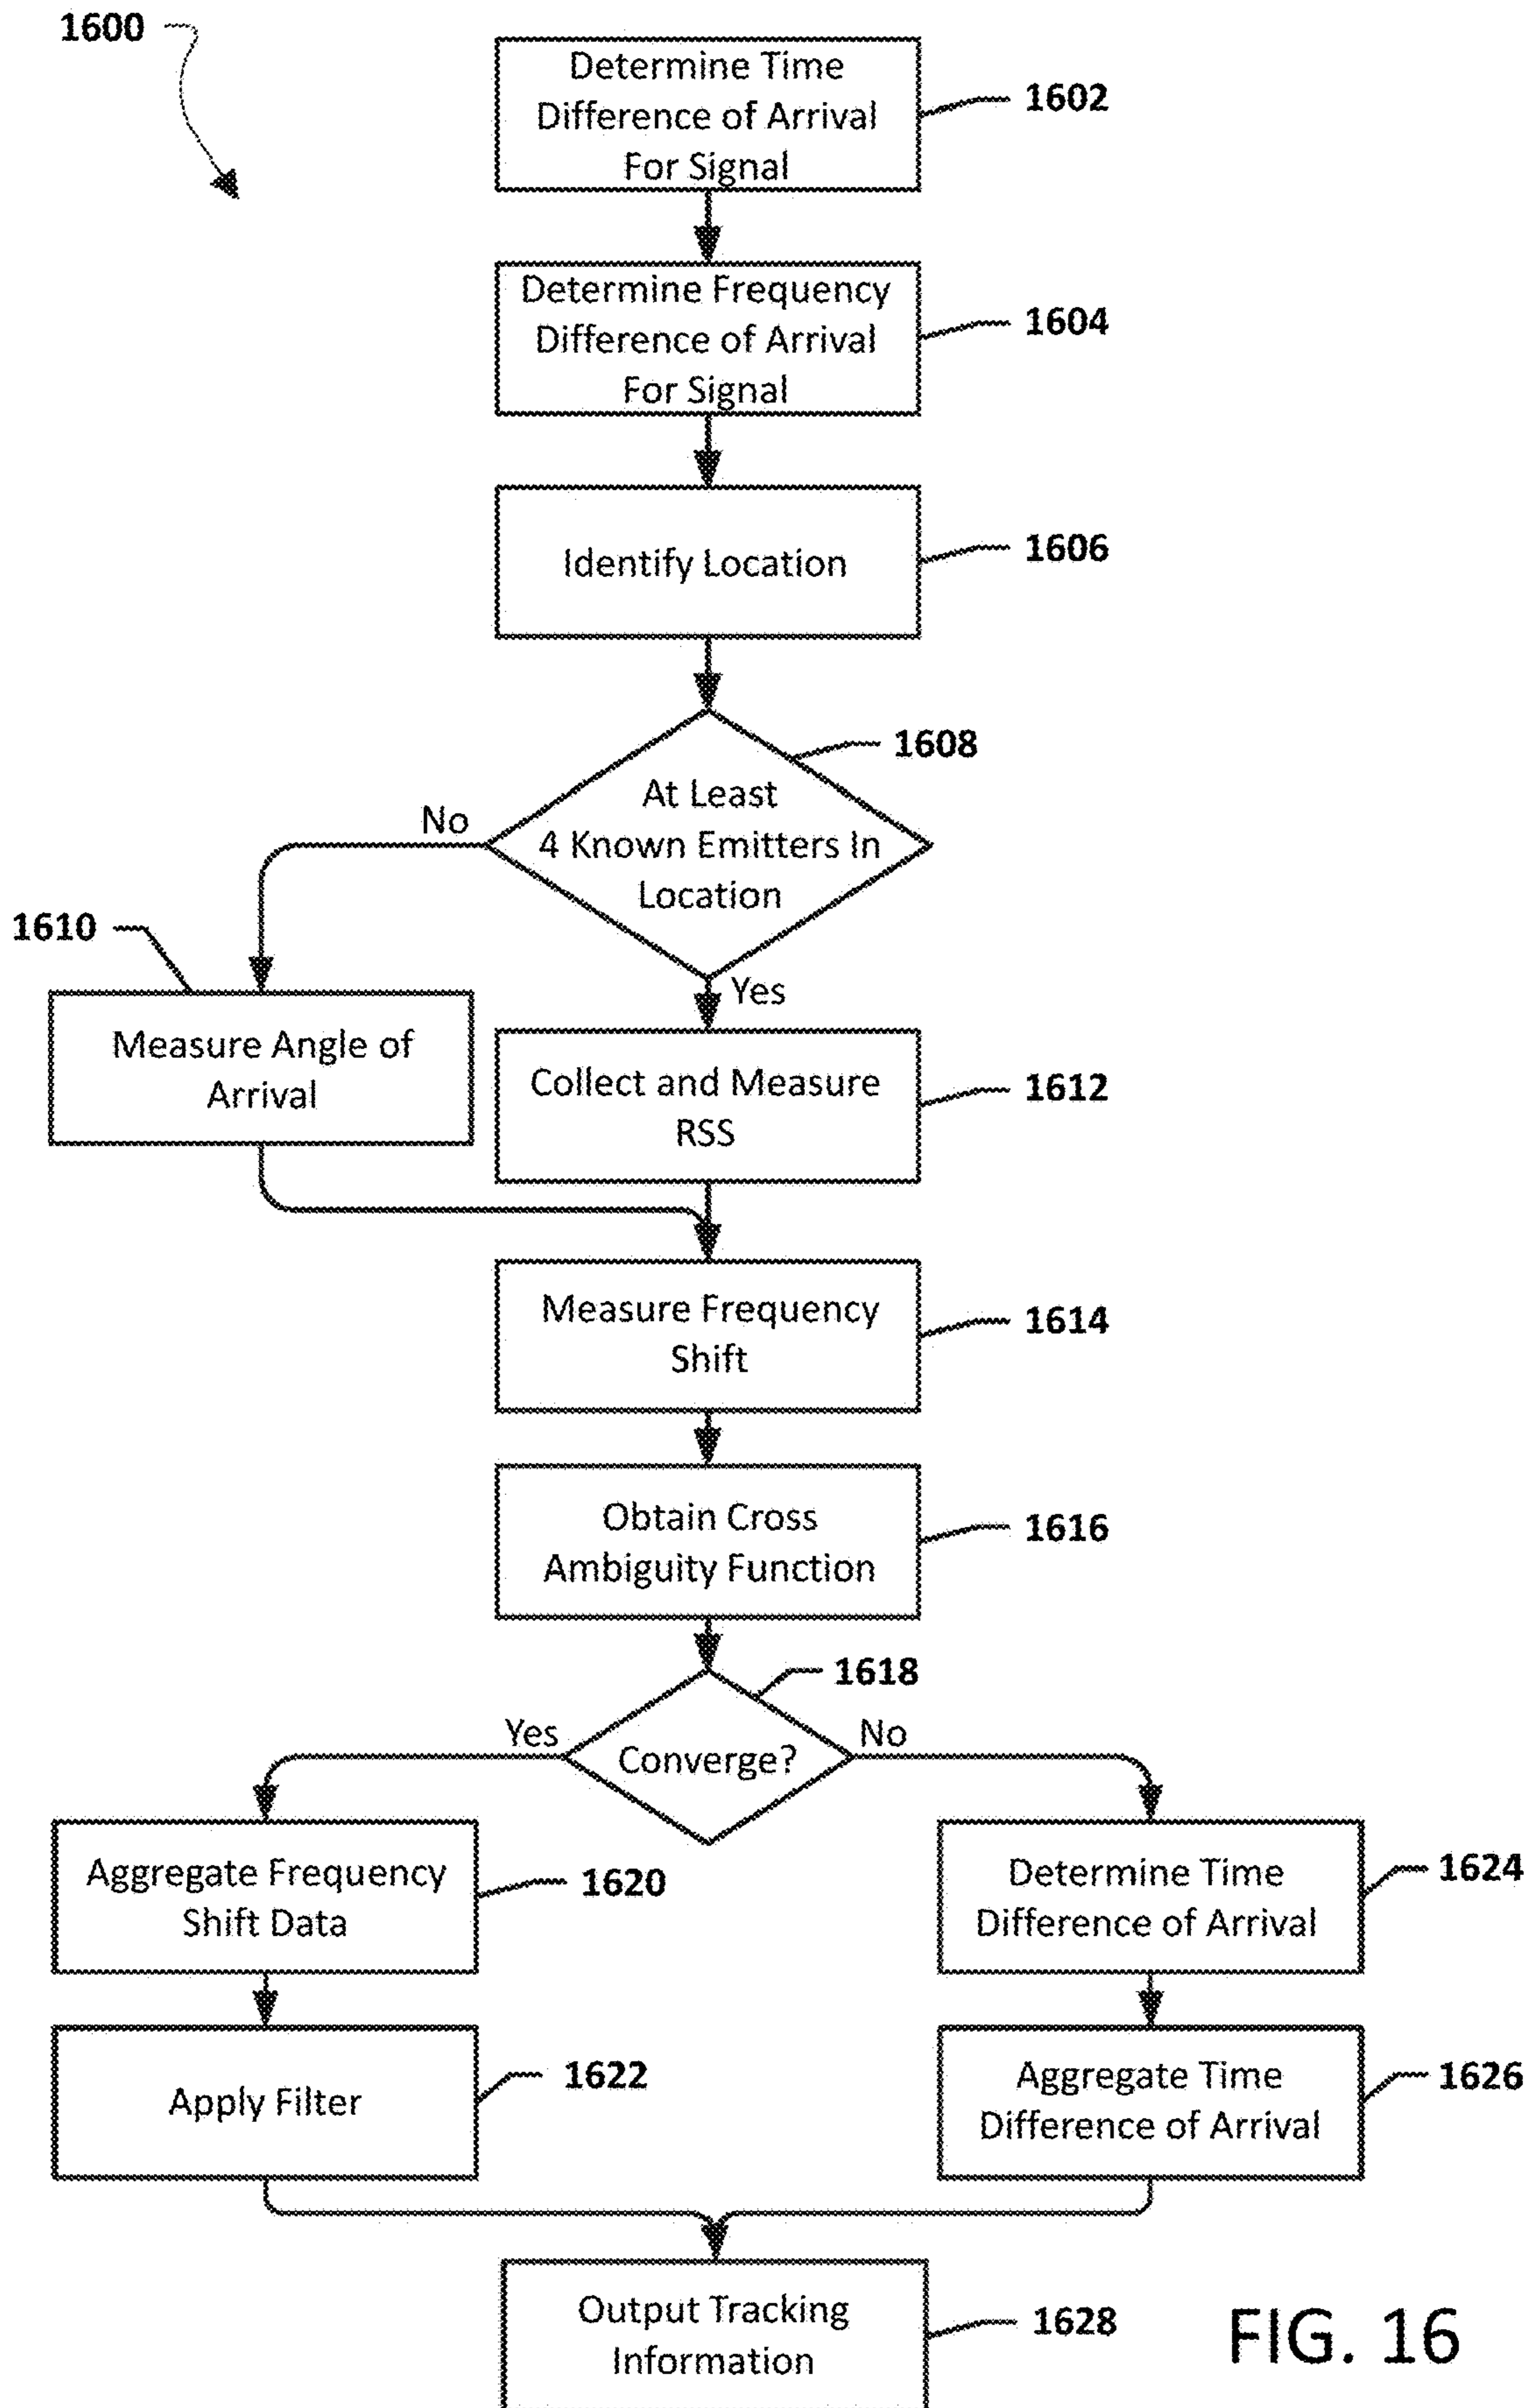 1600
Determine Time
Difference of Arrival
For Signal
1602
Determine Frequency
Difference of Arrival
For Signal
1604
Identify Location
1606
1608
At Least
4 Known Emitters In
Location
No
Yes
1610
Measure Angle of
Arrival
Collect and Measure
RSS
1612
Measure Frequency
Shift
1614
Obtain Cross
Ambiguity Function
1616
1618
Converge?
Yes
No
Aggregate Frequency
Shift Data
1620
Determine Time
Difference of Arrival
1624
Apply Filter
1622
Aggregate Time
Difference of Arrival
1626
Output Tracking
Information
1628
FIG. 16